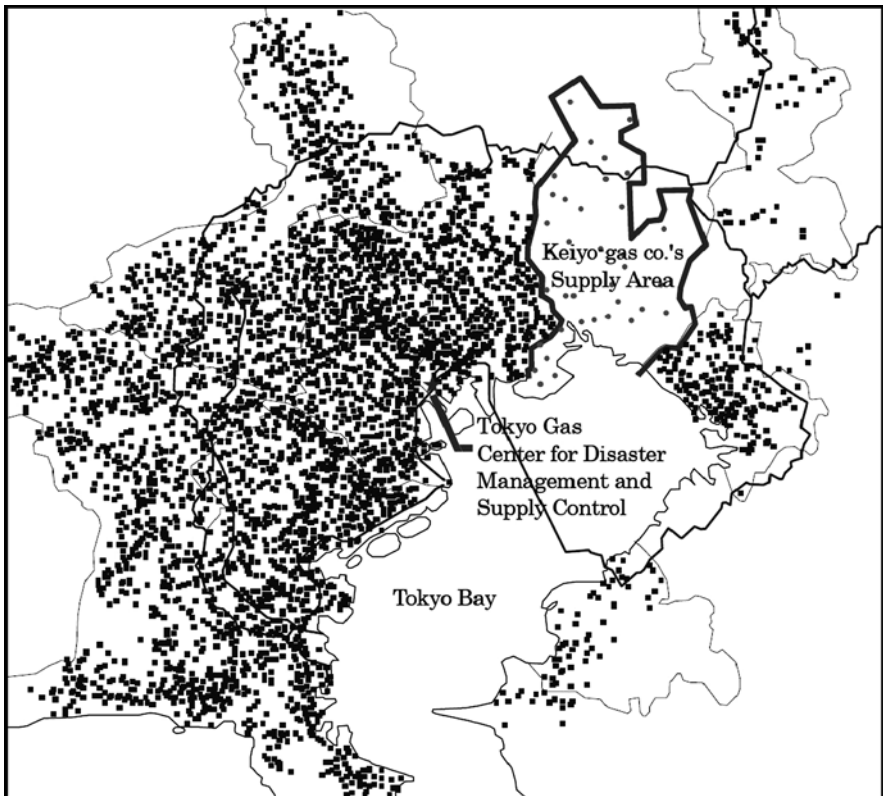 Keiyo gas co.'s
Supply Area
Tokyo Gas
Center for Disaster
Management and
Supply Control
Tokyo Bay